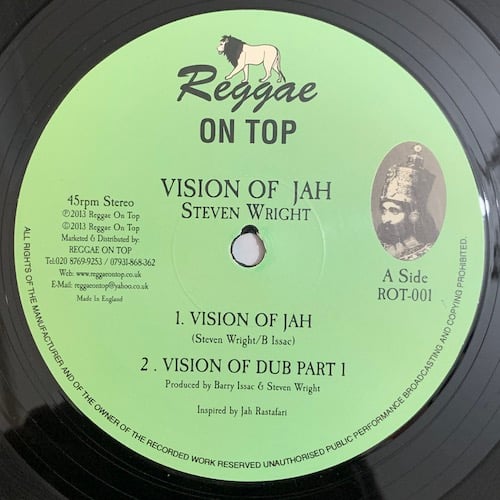 Reggae
ON TOP
VISION OF JAH
STEVEN WRIGHT
45rpm Stereo
Ⓟ2013 Reggae On Top
©2013 Reggae On Top
Marketed & Distributed by:
REGGAE ON TOP
Tel:020 8769-9253 / 07931-868-362
Web: www.reggaeontop.co.uk
E-Mail: reggaeontop@yahoo.co.uk
Made In England
A Side
ROT-001
1. VISION OF JAH
(Steven Wright/B Issac)
2 . VISION OF DUB PART 1
Produced by Barry Issac & Steven Wright
Inspired by Jah Rastafari
ALL RIGHTS OF THE MANUFACTURER AND OF THE OWNER OF THE RECORDED WORK RESERVED UNAUTHORISED PUBLIC PERFORMANCE BROADCASTING AND COPYING PROHIBITED.